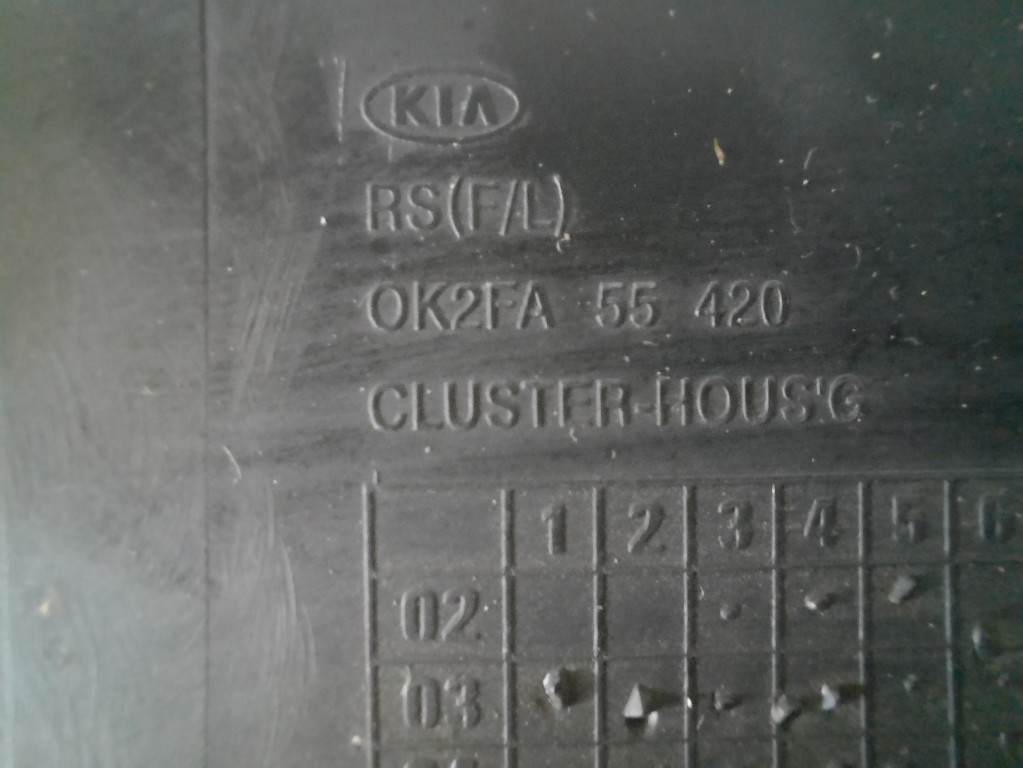 KIA
RS(F/L)
OK2FA 55 420
CLUSTER-HOUS'G
1 2 3 4 5 6
02
03